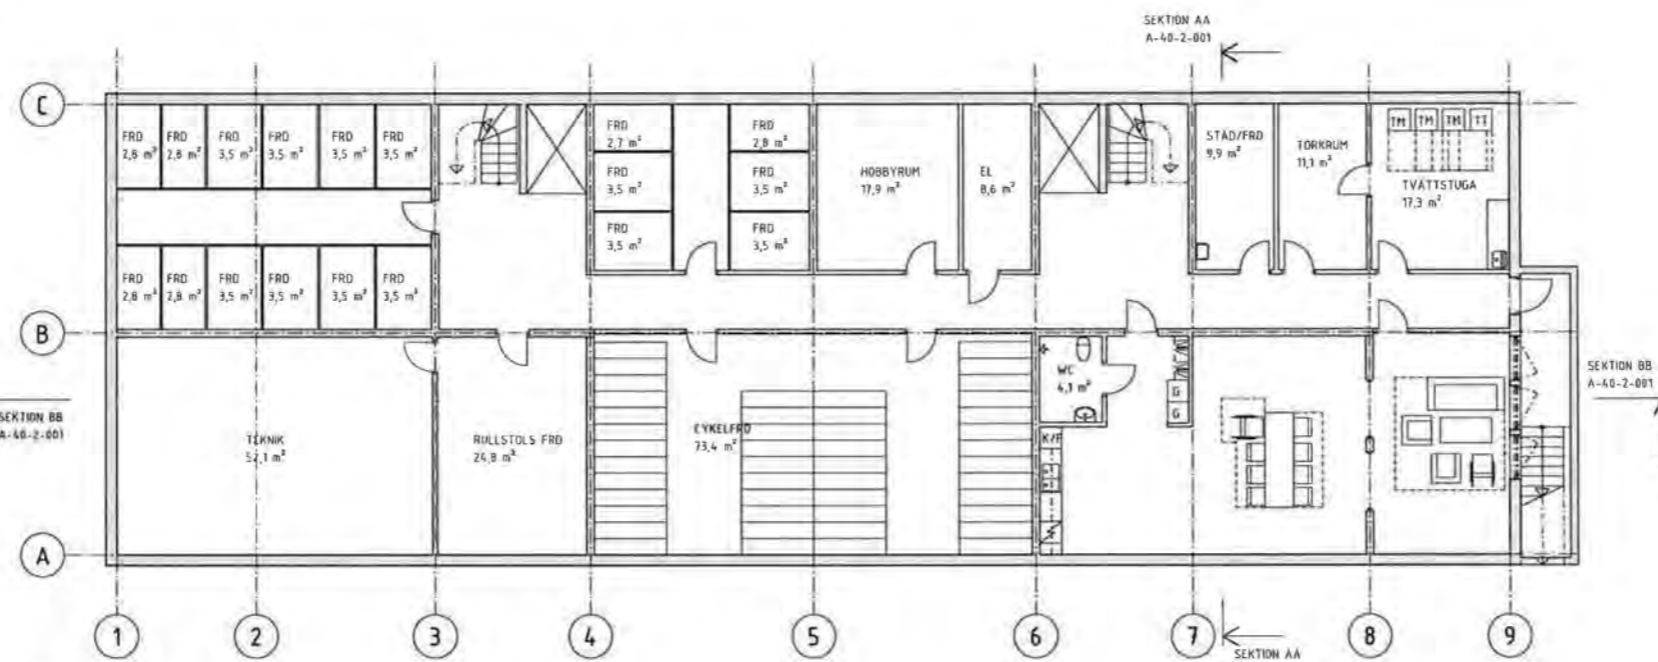 SEKTION AA
A-40-2-001
C
FRD FRD FRD FRD FRD FRD
2,8 m² 2,8 m² 3,5 m² 3,5 m² 3,5 m² 3,5 m²
FRD
2,7 m²
FRD
3,5 m²
FRD
3,5 m²
FRD
2,8 m²
FRD
3,5 m²
FRD
3,5 m²
HOBBYRUM
17,9 m²
EL
8,6 m²
STÄD/FRD
9,9 m²
TORKRUM
11,1 m²
TM TM TM TT
TVÄTTSTUGA
17,3 m²
FRD FRD FRD FRD FRD FRD
2,8 m² 2,8 m² 3,5 m² 3,5 m² 3,5 m² 3,5 m²
B
SEKTION BB
A-40-2-001
TEKNIK
52,1 m²
RULLSTOLS FRD
24,8 m²
CYKELFRD
73,4 m²
WC
4,1 m²
G
G
K/F
SEKTION BB
A-40-2-001
A
1 2 3 4 5 6 7 8 9
SEKTION AA